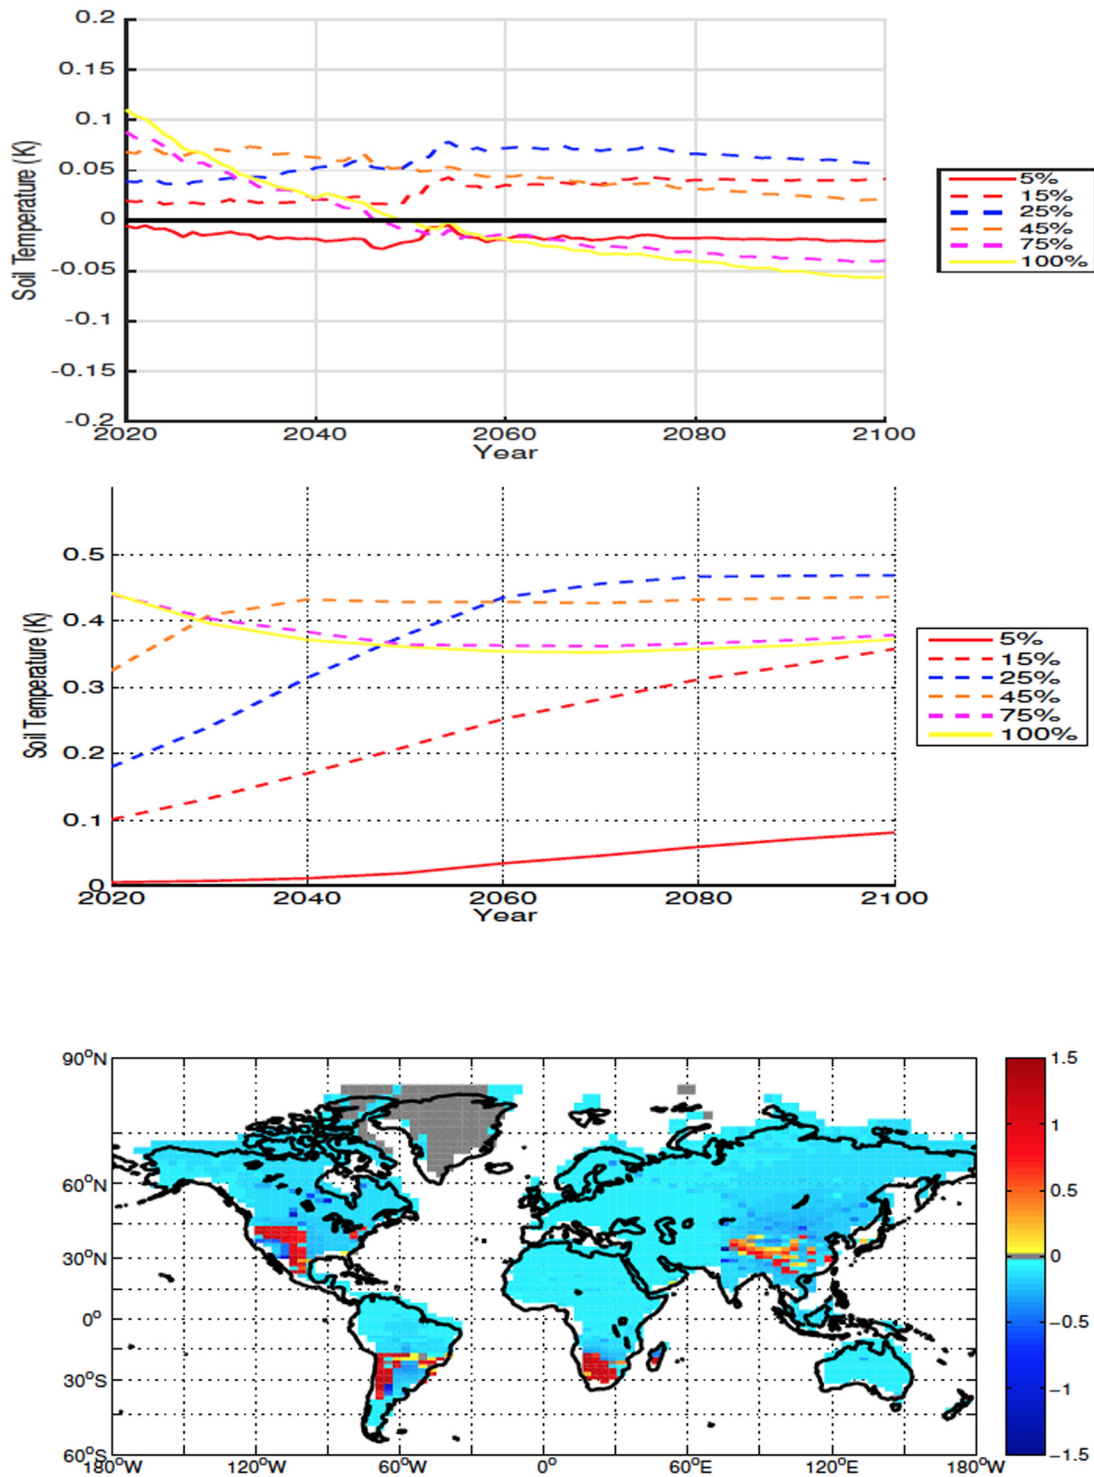 0.2
0.15
0.1
0.05
0
-0.05
-0.1
-0.15
-0.2
Soil Temperature (K)
2020 2040 2060 2080 2100
Year
5%
15%
25%
45%
75%
100%
0.5
0.4
0.3
0.2
0.1
0
Soil Temperature (K)
2020 2040 2060 2080 2100
Year
5%
15%
25%
45%
75%
100%
90°N
60°N
30°N
0°
30°S
60°S
180°W 120°W 60°W 0° 60°E 120°E 180°W
1.5
1
0.5
0
−0.5
−1
−1.5